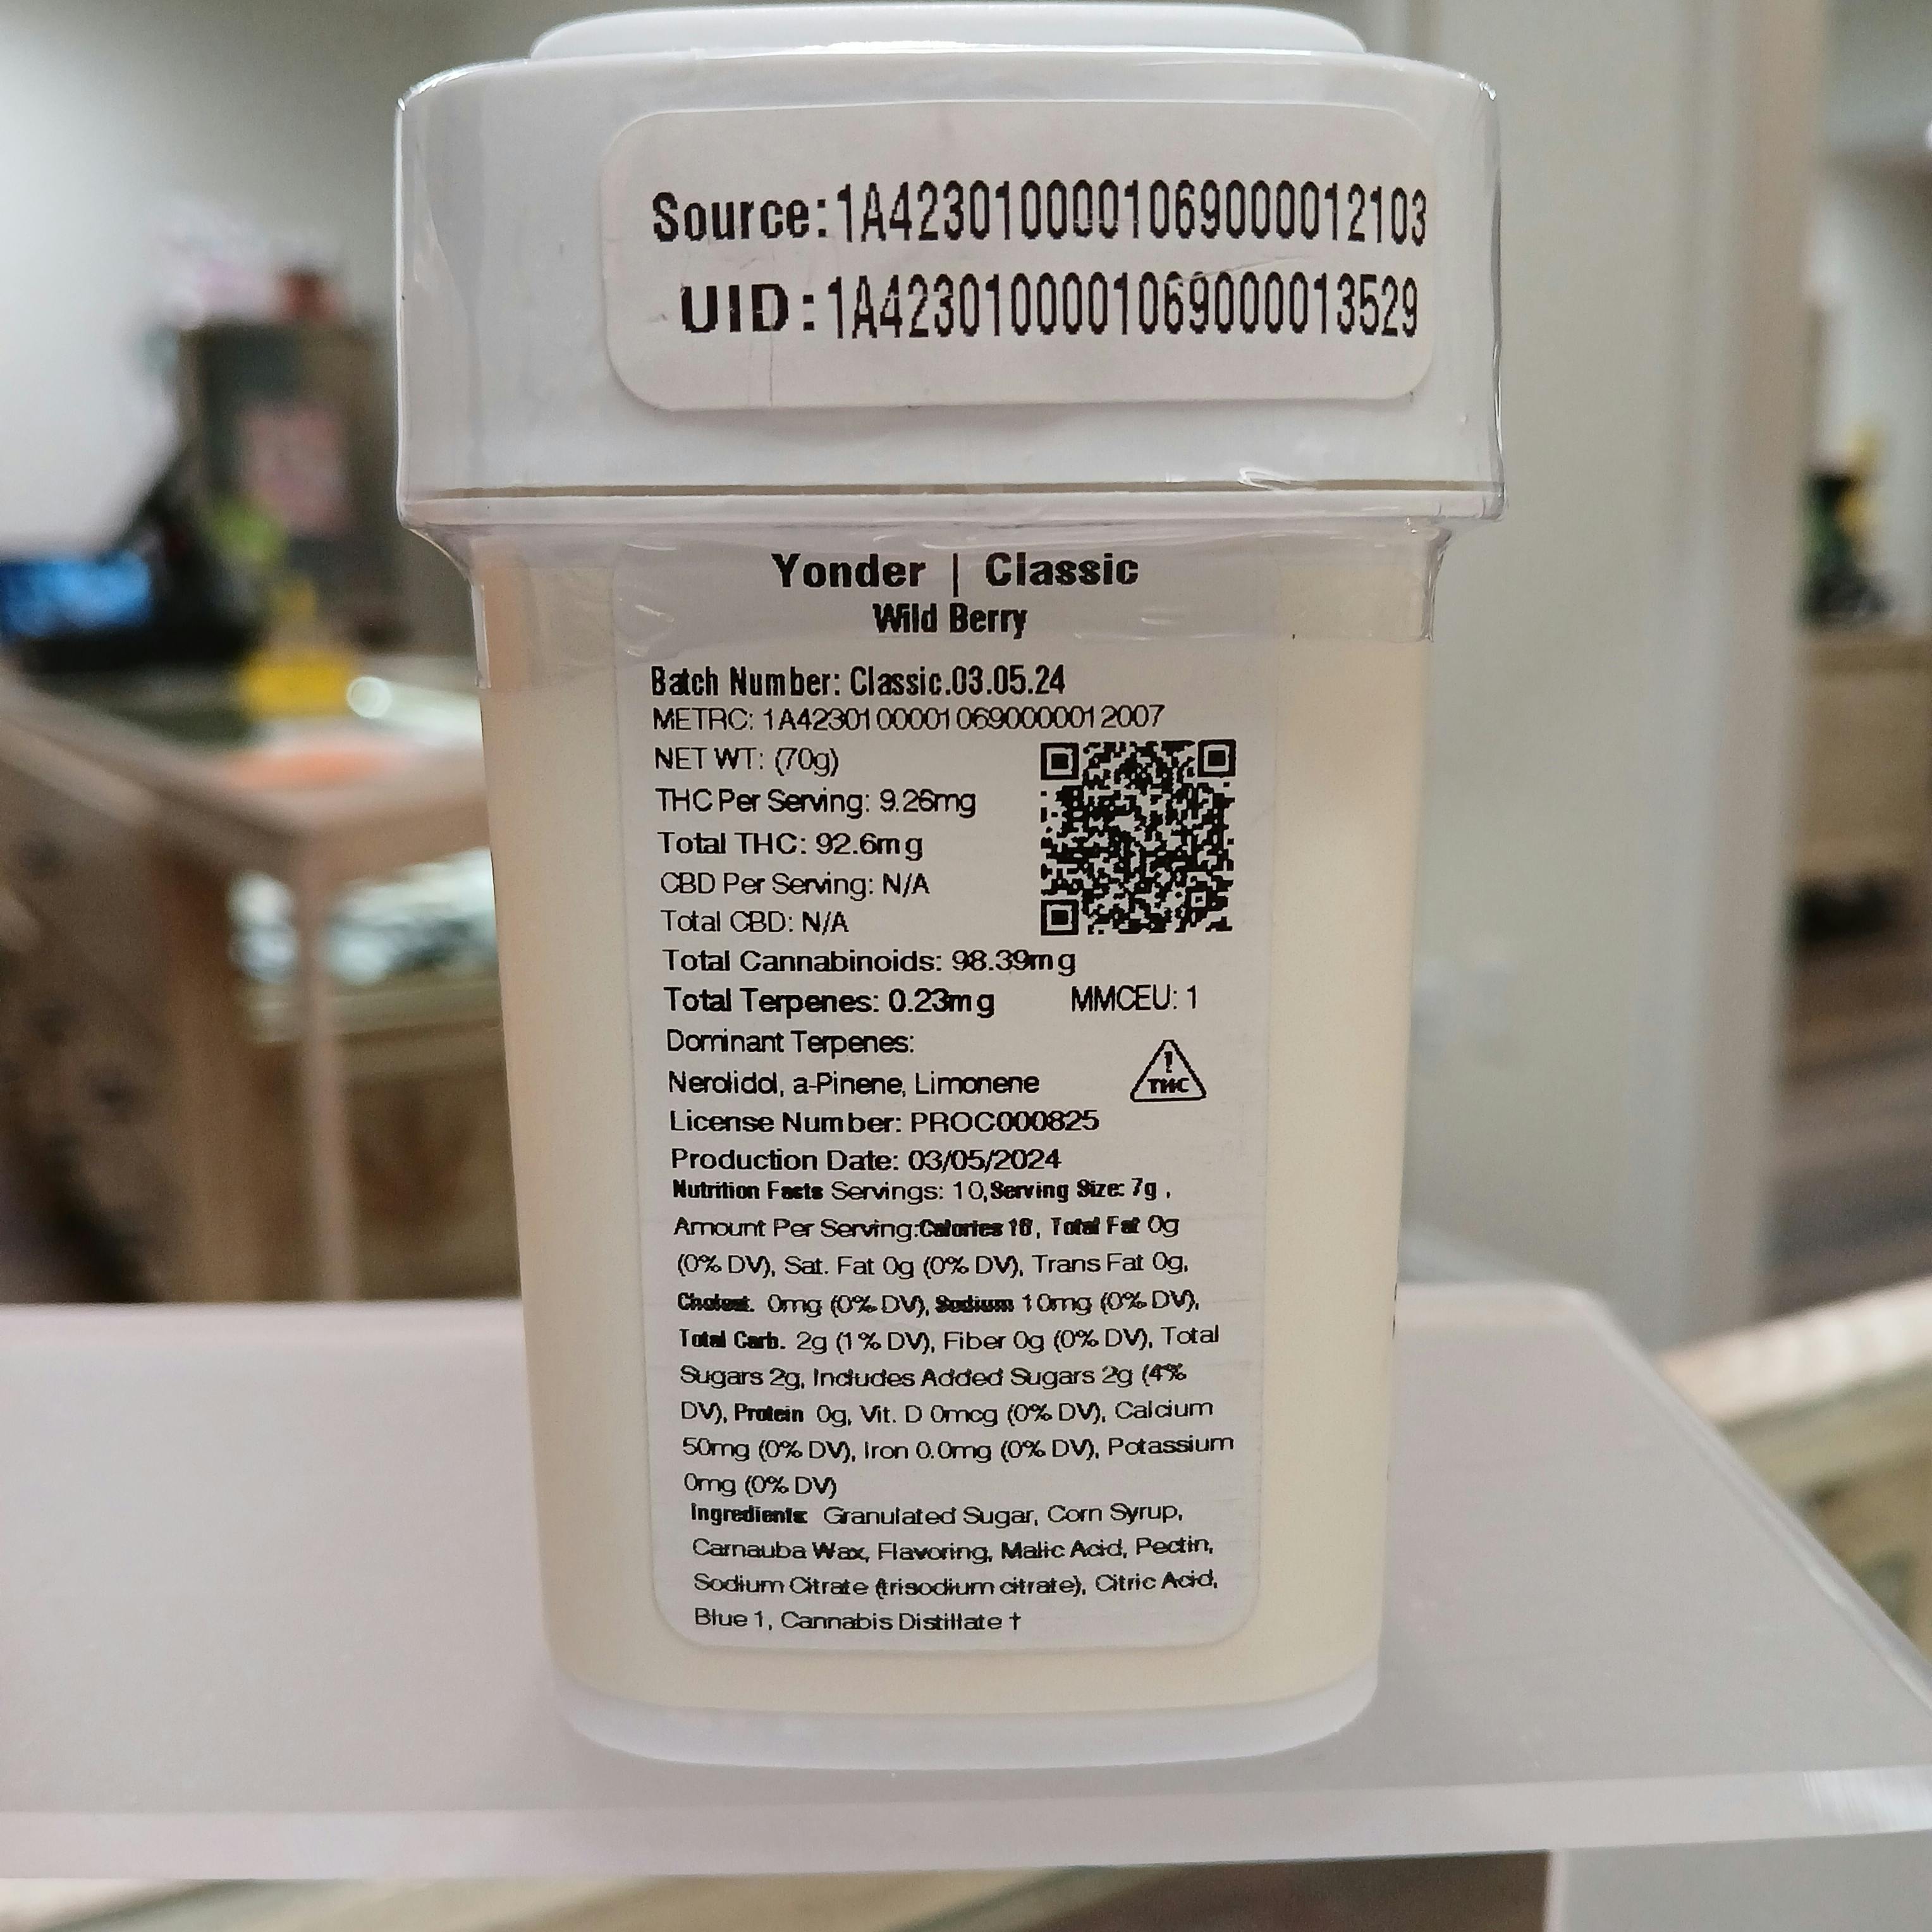 Source:1A4230100001069000012103
UID:1A4230100001069000013529
Yonder | Classic
Wild Berry
Batch Number: Classic.03.05.24
METRC: 1A4230100001069000012007
NET WT: (70g)
THC Per Serving: 9.26mg
Total THC: 92.6mg
CBD Per Serving: N/A
Total CBD: N/A
Total Cannabinoids: 98.39mg
Total Terpenes: 0.23mg MMCEU: 1
Dominant Terpenes:
Nerolidol, a-Pinene, Limonene
! THC
License Number: PROC000825
Production Date: 03/05/2024
Nutrition Facts Servings: 10,Serving Size: 7g ,
Amount Per Serving:Calories , Total Fat 0g
(0% DV), Sat. Fat 0g (0% DV), Trans Fat 0g,
Cholest. 0mg (0% DV), Sodium 10mg (0% DV),
Total Carb. 2g (1% DV), Fiber 0g (0% DV), Total
Sugars 2g, Includes Added Sugars 2g (4%
DV), Protein 0g, Vit. D 0mcg (0% DV), Calcium
50mg (0% DV), Iron 0.0mg (0% DV), Potassium
0mg (0% DV)
Ingredients: Granulated Sugar, Corn Syrup,
Carnauba Wax, Flavoring, Malic Acid, Pectin,
Sodium Citrate (trisodium citrate), Citric Acid,
Blue 1, Cannabis Distillate †